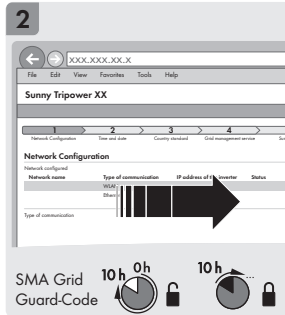 2
XXX.XXX.XX.X
File Edit View Favorites Tools Help
Sunny Tripower XX
1 2 3 4
Network Configuration Time and date Country standard Grid management service
Network Configuration
Network configured
Network name Type of communication IP address of the inverter Status
WLAN
Type of communication
SMA Grid
Guard-Code
10 h 0h
10 h ...